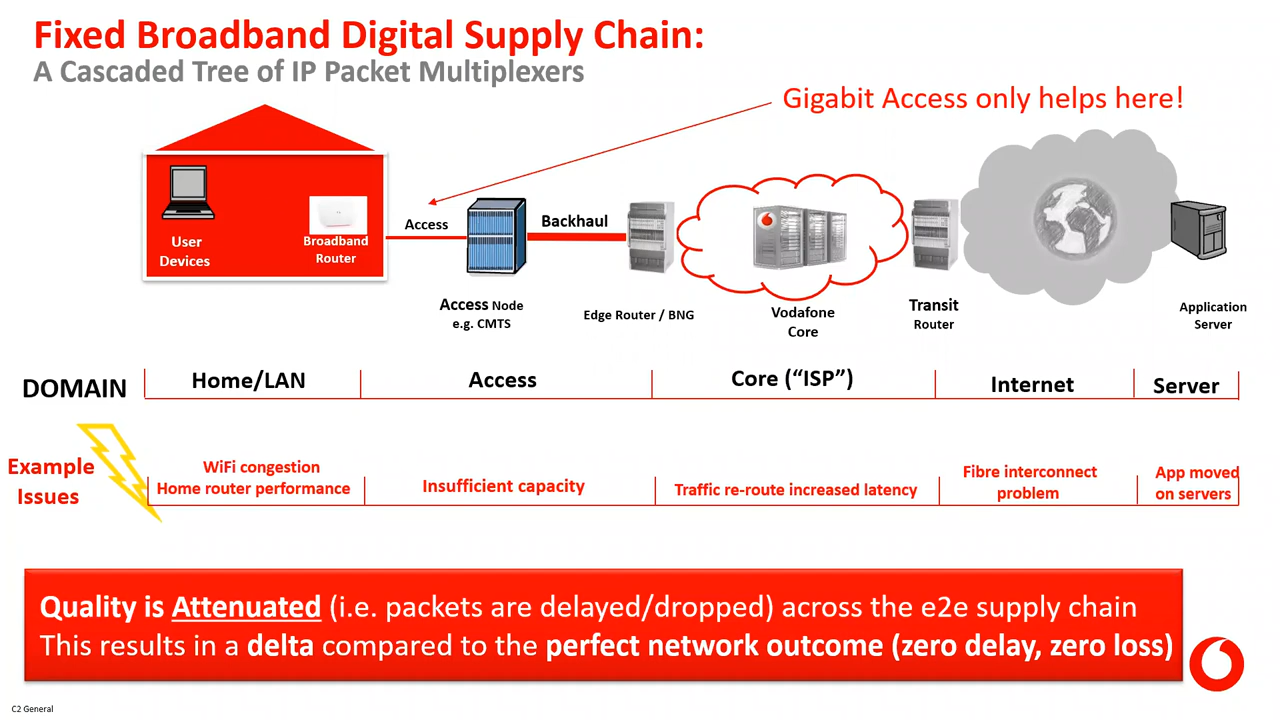 Fixed Broadband Digital Supply Chain:
A Cascaded Tree of IP Packet Multiplexers
Gigabit Access only helps here!
User
Devices
Broadband
Router
Access
Backhaul
Access Node
e.g. CMTS
Edge Router / BNG
Vodafone
Core
Transit
Router
Application
Server
DOMAIN
Home/LAN
Access
Core (“ISP”)
Internet
Server
Example
Issues
WiFi congestion
Home router performance
Insufficient capacity
Traffic re-route increased latency
Fibre interconnect
problem
App moved
on servers
Quality is Attenuated (i.e. packets are delayed/dropped) across the e2e supply chain
This results in a delta compared to the perfect network outcome (zero delay, zero loss)
C2 General